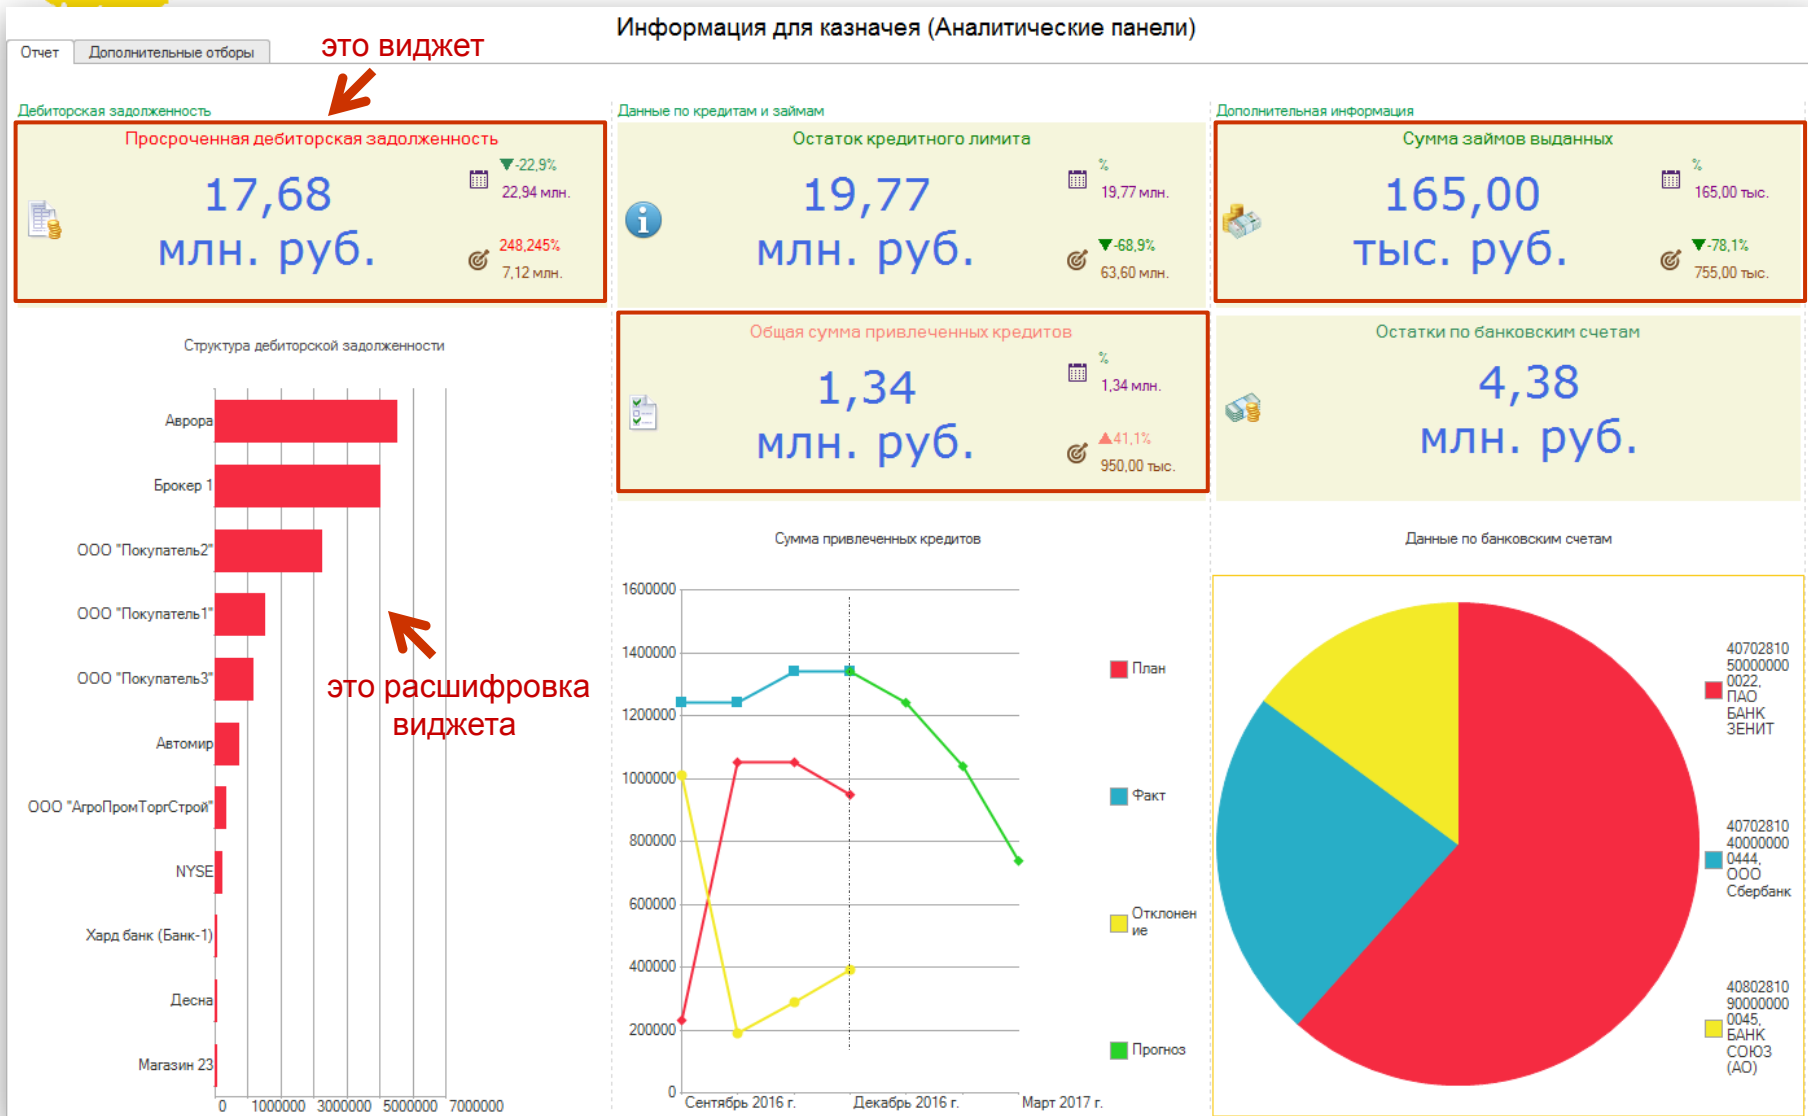 Информация для казначея (Аналитические панели)
Отчет
Дополнительные отборы
это виджет
Дебиторская задолженность
Просроченная дебиторская задолженность
17,68
млн. руб.
▼-22,9%
22,94 млн.
248,245%
7,12 млн.
Структура дебиторской задолженности
Аврора
Брокер 1
ООО "Покупатель2"
ООО "Покупатель1"
ООО "Покупатель3"
Автомир
ООО "АгроПромТоргСтрой"
NYSE
Хард банк (Банк-1)
Десна
Магазин 23
0 1000000 3000000 5000000 7000000
это расшифровка
виджета
Данные по кредитам и займам
Остаток кредитного лимита
19,77
млн. руб.
%
19,77 млн.
▼-68,9%
63,60 млн.
Общая сумма привлеченных кредитов
1,34
млн. руб.
%
1,34 млн.
▲41,1%
950,00 тыс.
Сумма привлеченных кредитов
1600000
1400000
1200000
1000000
800000
600000
400000
200000
0
Сентябрь 2016 г. Декабрь 2016 г. Март 2017 г.
План
Факт
Отклонен
ие
Прогноз
Дополнительная информация
Сумма займов выданных
165,00
тыс. руб.
%
165,00 тыс.
▼-78,1%
755,00 тыс.
Остатки по банковским счетам
4,38
млн. руб.
Данные по банковским счетам
40702810
50000000
0022,
ПАО
БАНК
ЗЕНИТ
40702810
40000000
0444,
ООО
Сбербанк
40802810
90000000
0045,
БАНК
СОЮЗ
(АО)